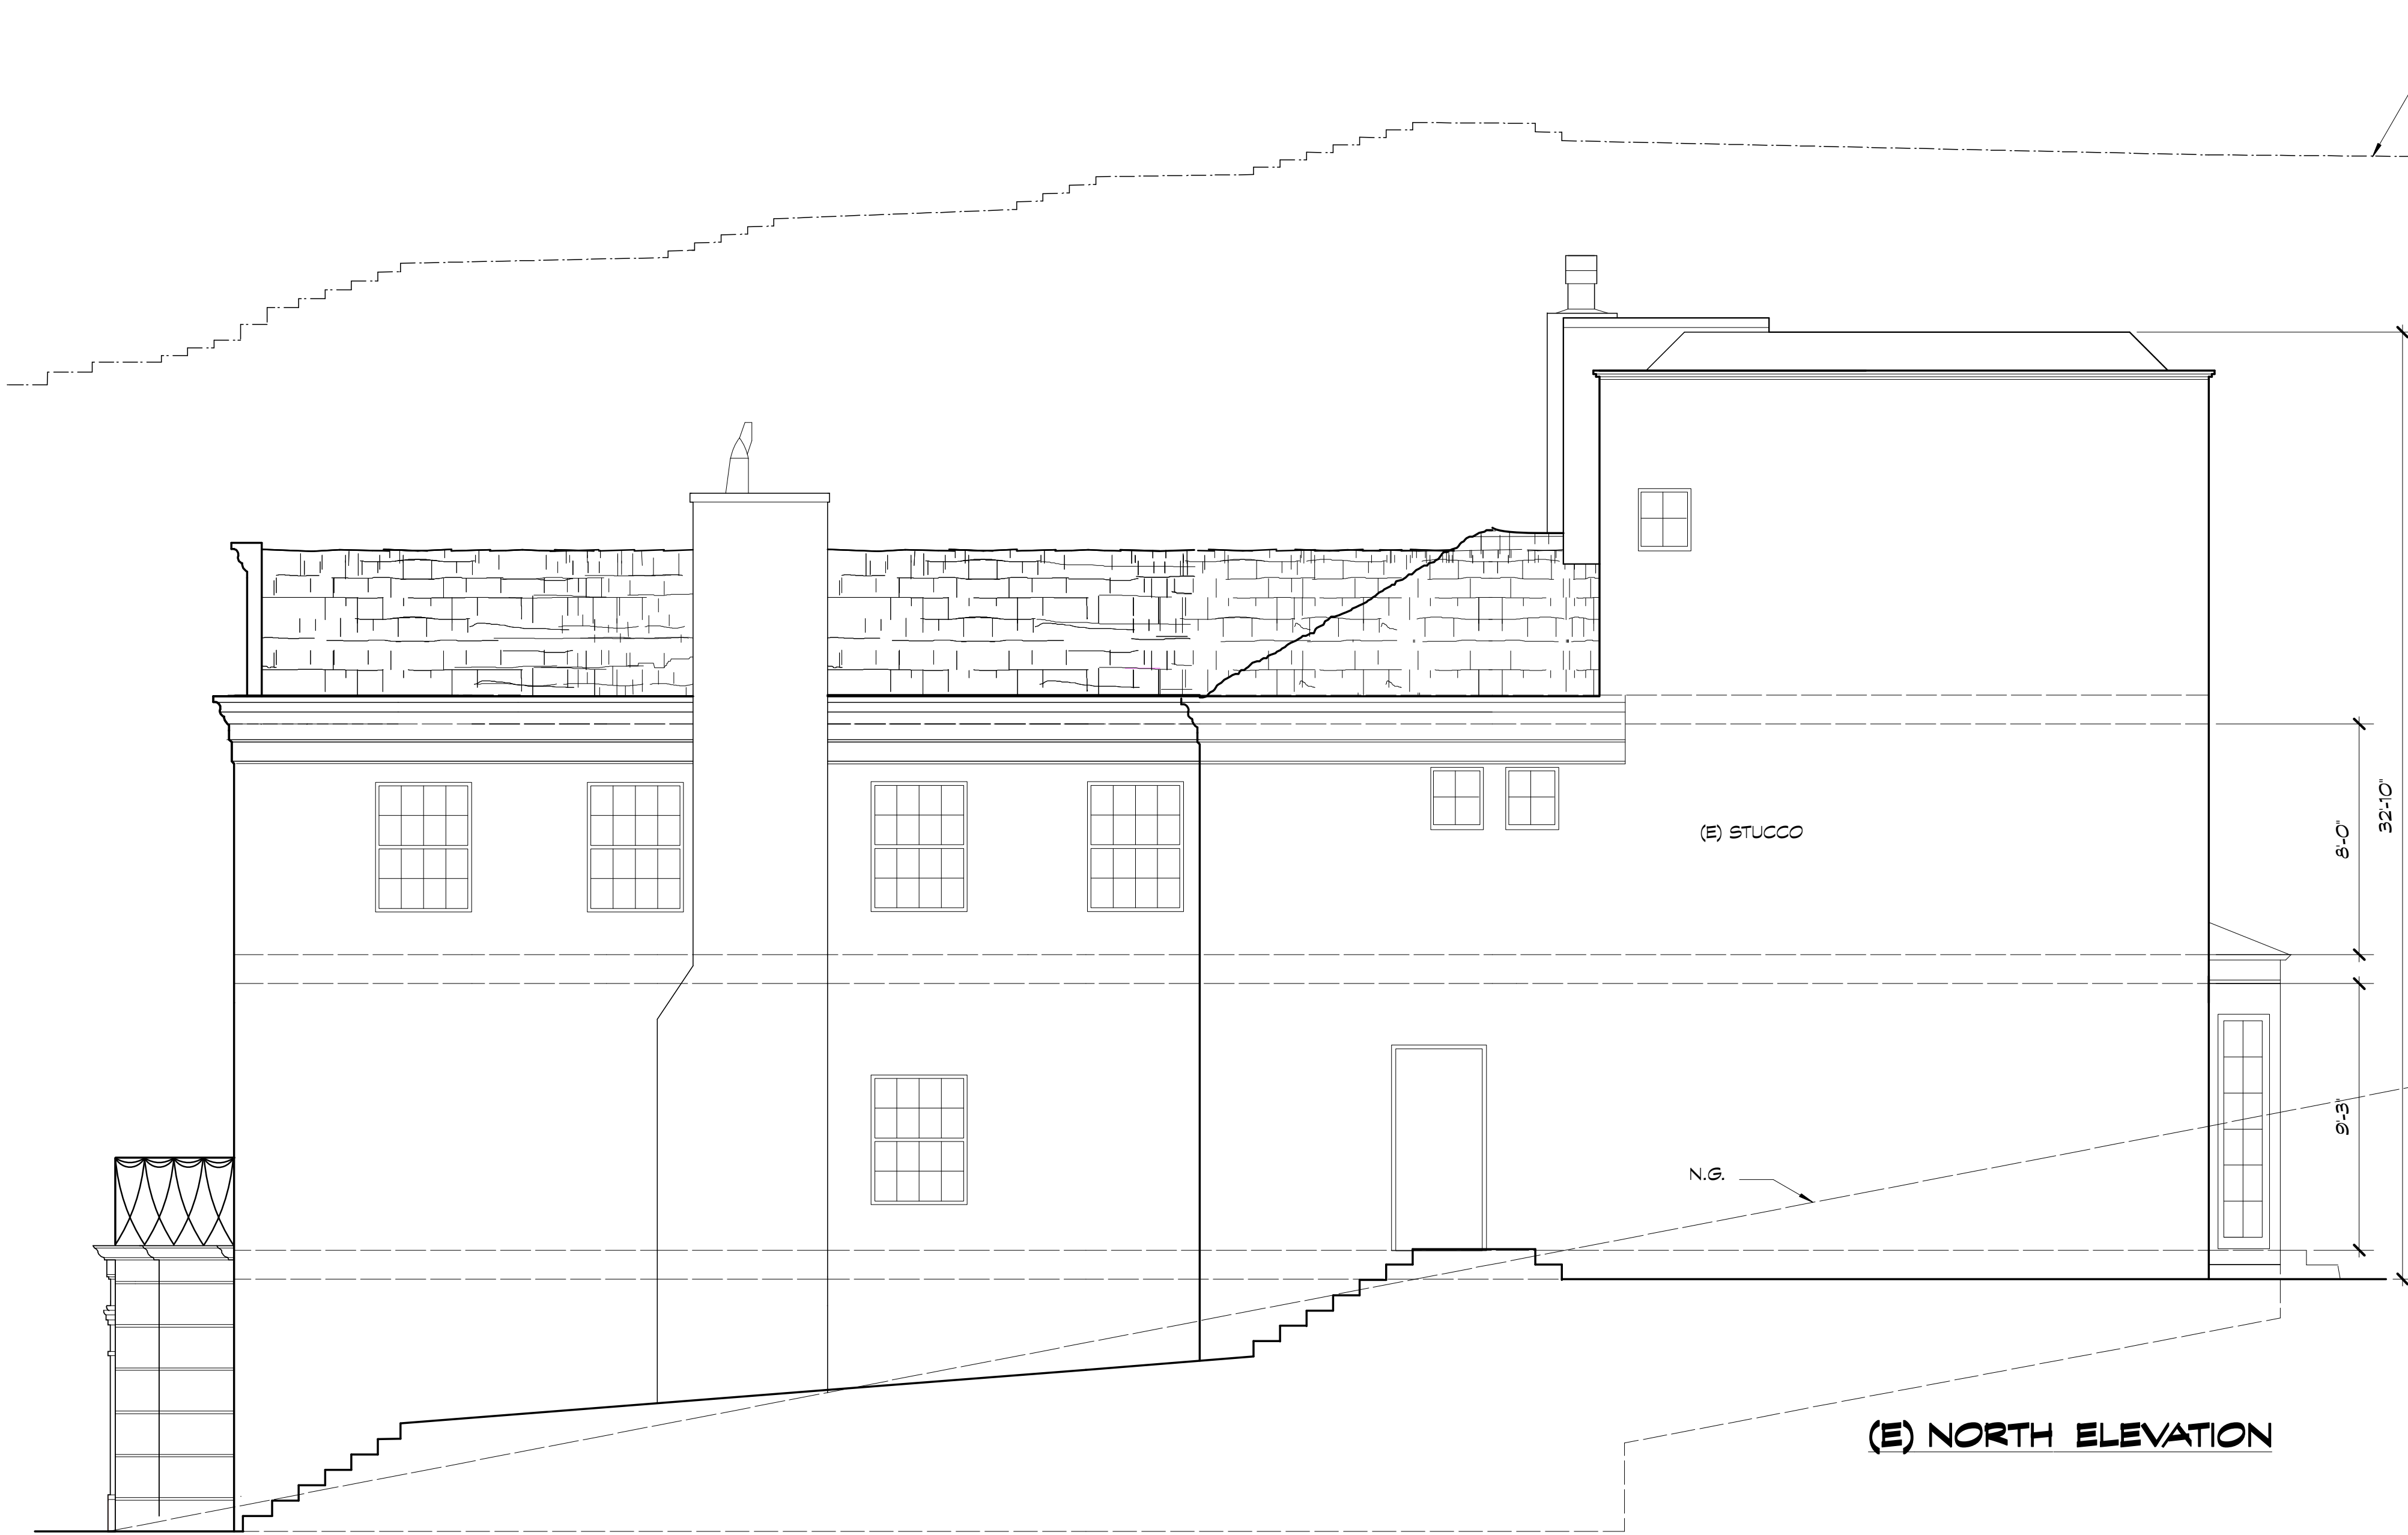 32'-10"
8'-0"
(E) STUCCO
9'-3"
N.G.
(E) NORTH ELEVATION